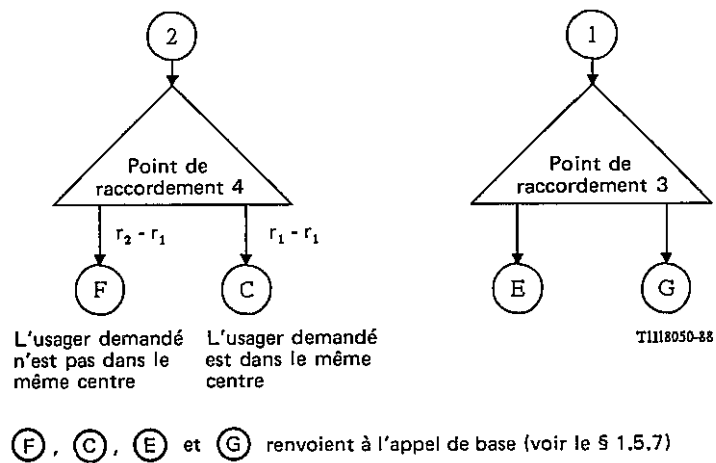 2
1
Point de
raccordement 4
Point de
raccordement 3
r₂ - r₁
r₁ - r₁
F
C
E
G
L'usager demandé
n'est pas dans le
même centre
L'usager demandé
est dans le même
centre
T1118050-88
F , C , E et G renvoient à l'appel de base (voir le § 1.5.7)